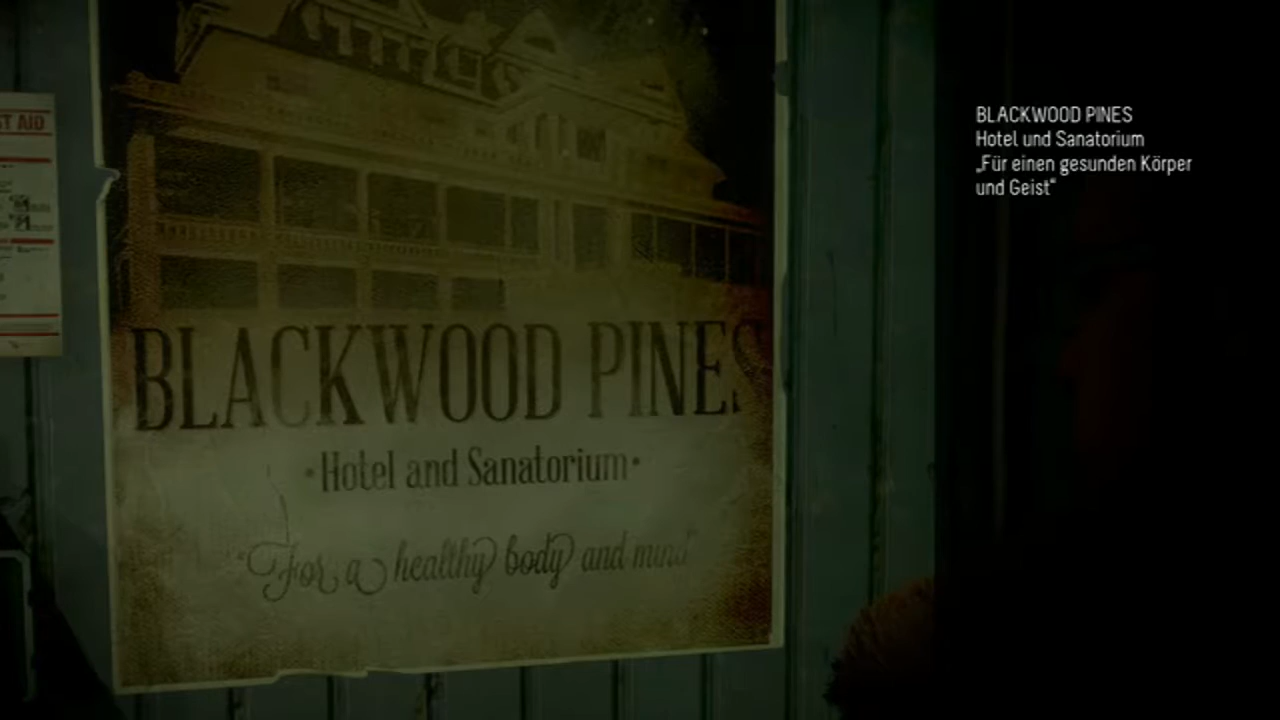 T AID
BLACKWOOD PINES
·Hotel and Sanatorium·
"For a healthy body and mind"
BLACKWOOD PINES
Hotel und Sanatorium
„Für einen gesunden Körper
und Geist“